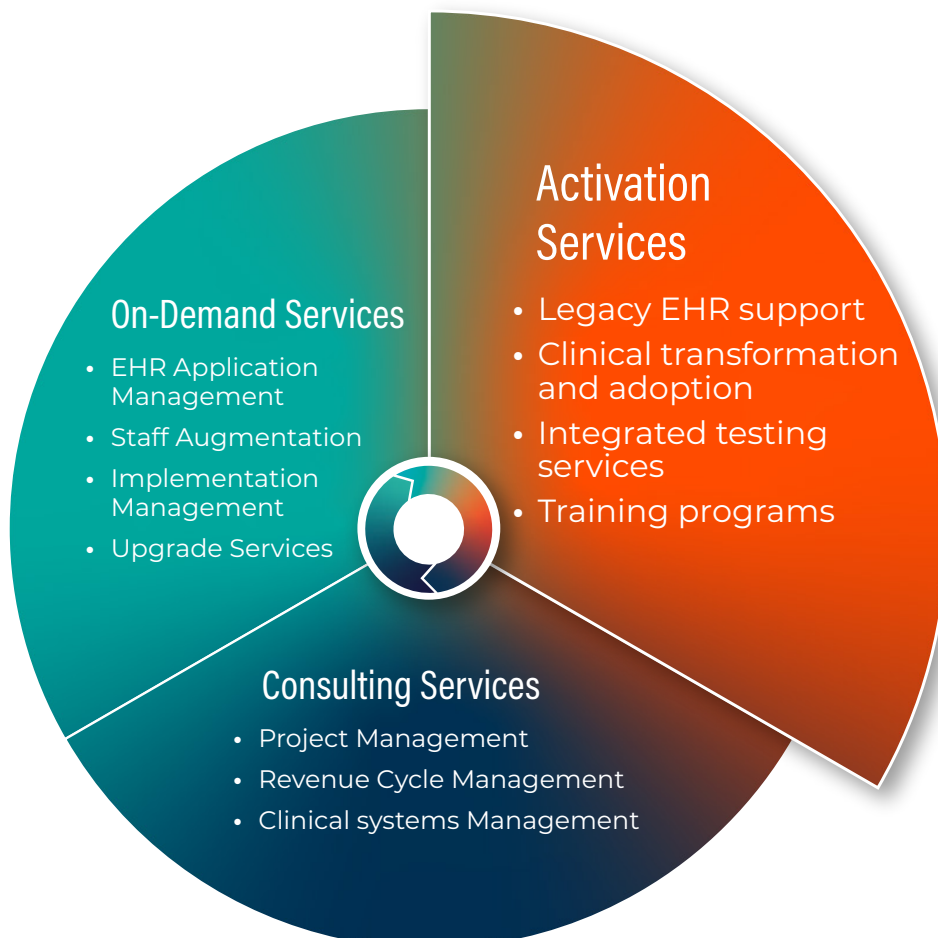 Activation
Services
• Legacy EHR support
• Clinical transformation
and adoption
• Integrated testing
services
• Training programs
On-Demand Services
• EHR Application
Management
• Staff Augmentation
• Implementation
Management
• Upgrade Services
Consulting Services
• Project Management
• Revenue Cycle Management
• Clinical systems Management